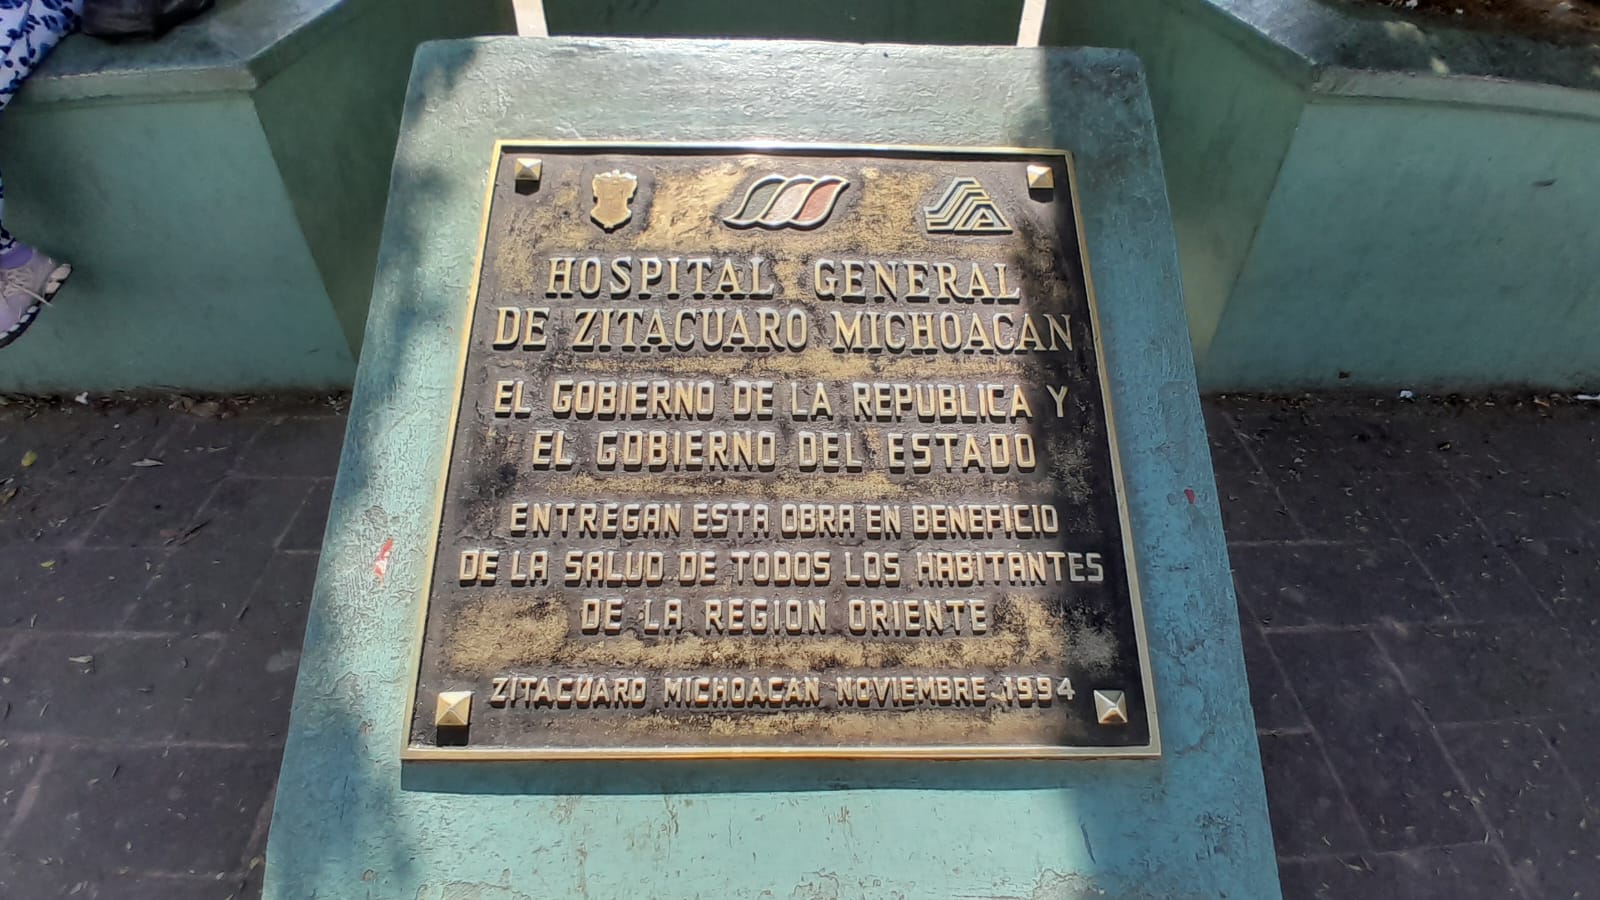 SSA
HOSPITAL GENERAL
DE ZITACUARO MICHOACAN
EL GOBIERNO DE LA REPUBLICA Y
EL GOBIERNO DEL ESTADO
ENTREGAN ESTA OBRA EN BENEFICIO
DE LA SALUD DE TODOS LOS HABITANTES
DE LA REGION ORIENTE
ZITACUARO MICHOACAN NOVIEMBRE 1994